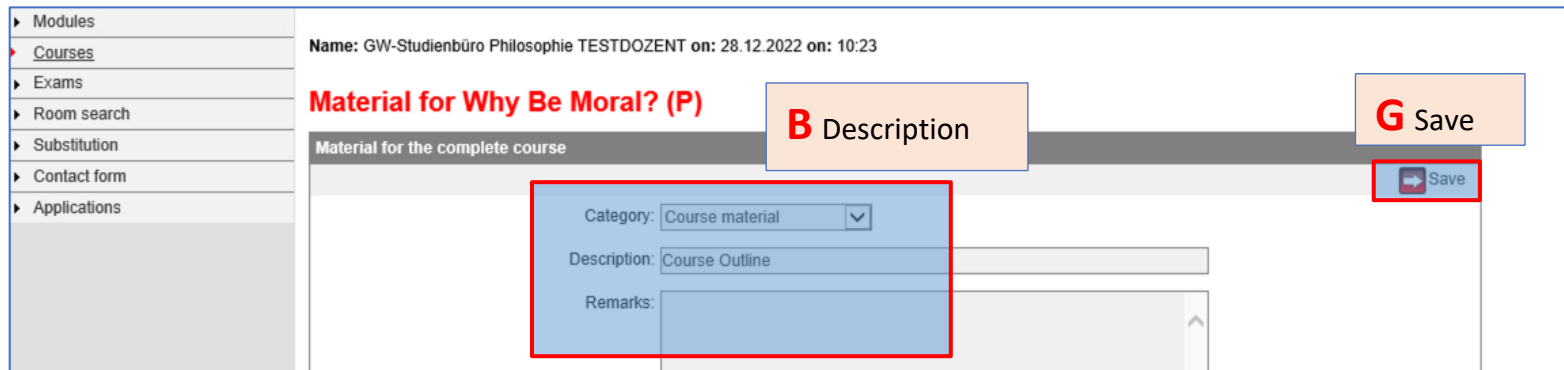 Modules
Courses
Exams
Room search
Substitution
Contact form
Applications
Name: GW-Studienbüro Philosophie TESTDOZENT on: 28.12.2022 on: 10:23
Material for Why Be Moral? (P)
B Description
G Save
Material for the complete course
Save
Category: Course material
Description: Course Outline
Remarks: